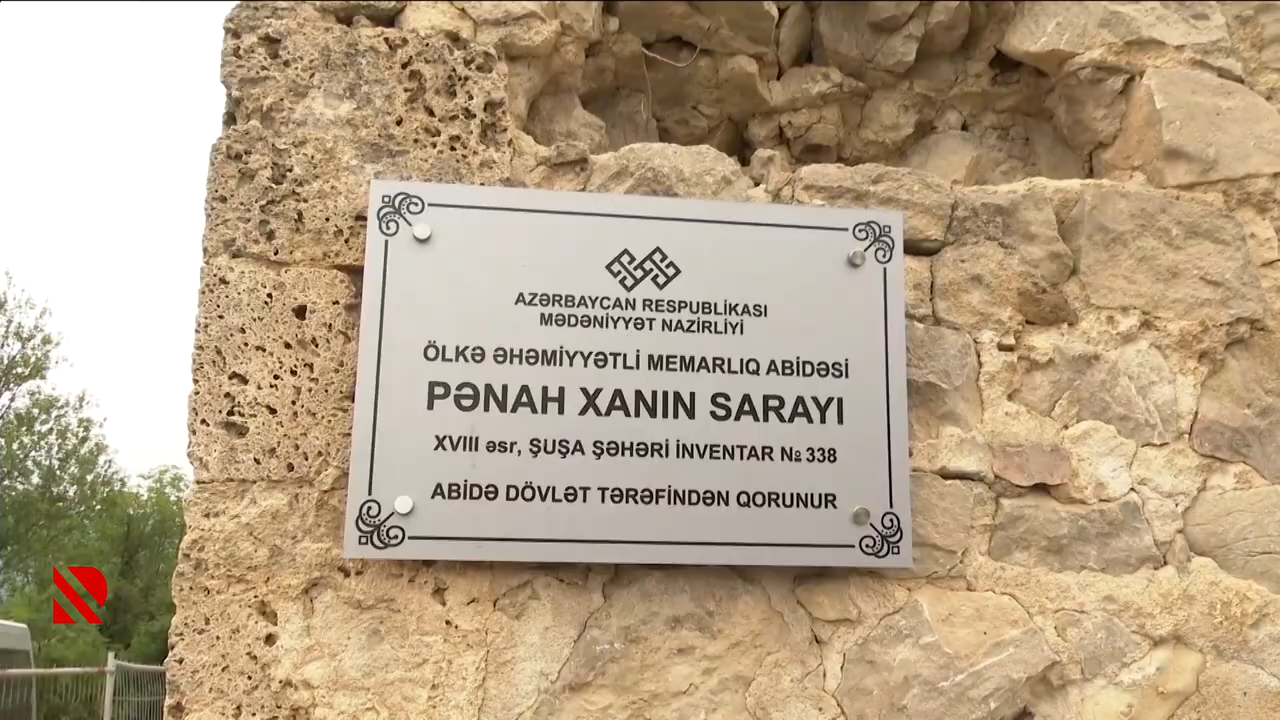 AZƏRBAYCAN RESPUBLİKASI
MƏDƏNİYYƏT NAZİRLİYİ
ÖLKƏ ƏHƏMİYYƏTLİ MEMARLIQ ABİDƏSİ
PƏNAH XANIN SARAYI
XVIII əsr, ŞUŞA ŞƏHƏRİ İNVENTAR № 338
ABİDƏ DÖVLƏT TƏRƏFİNDƏN QORUNUR